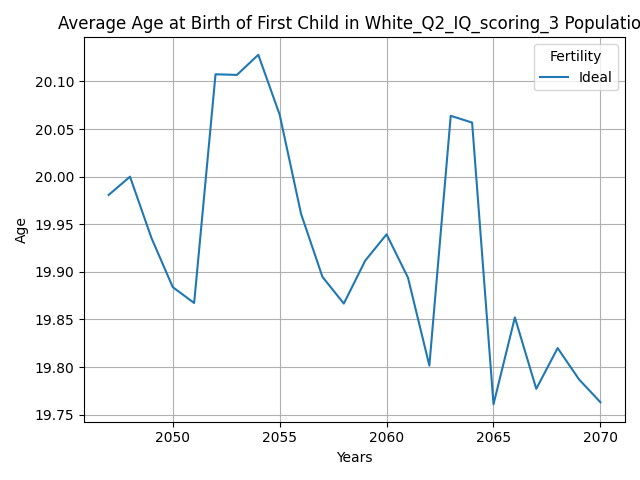 Average Age at Birth of First Child in White_Q2_IQ_scoring_3 Populatio
Fertility
Ideal
20.10
20.05
20.00
19.95
19.90
19.85
19.80
19.75
Age
2050 2055 2060 2065 2070
Years